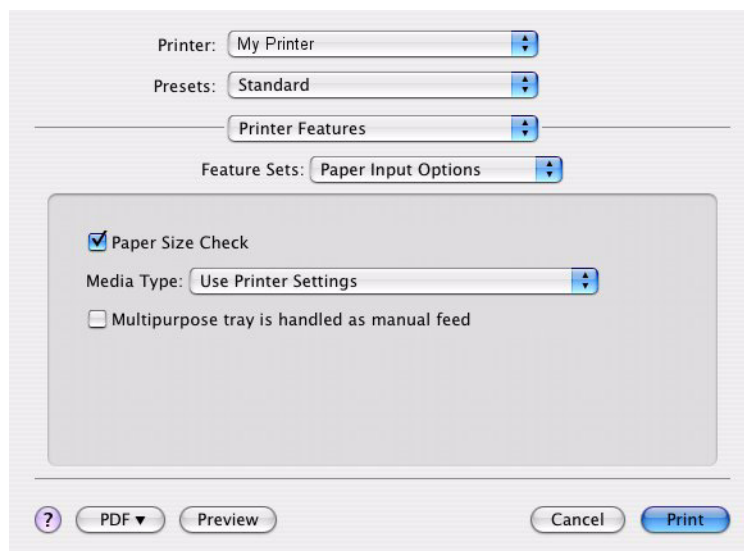 Printer: My Printer
Presets: Standard
Printer Features
Feature Sets: Paper Input Options
Paper Size Check
Media Type: Use Printer Settings
Multipurpose tray is handled as manual feed
? PDF ▼ Preview Cancel Print